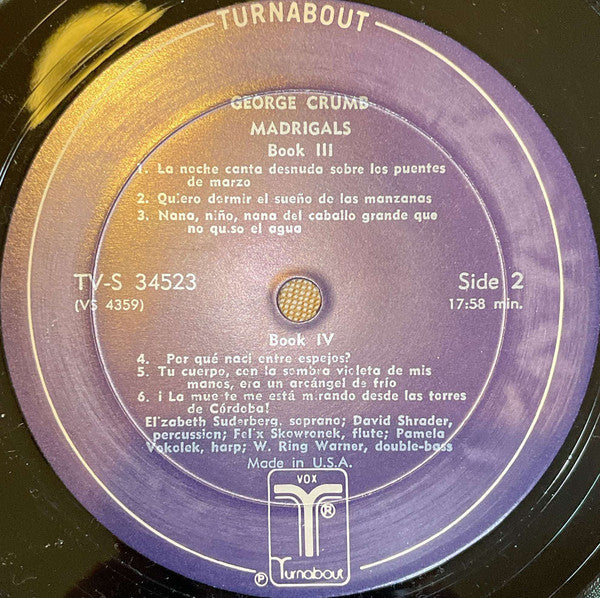 TURNABOUT
GEORGE CRUMB
MADRIGALS
Book III
1. La noche canta desnuda sobre los puentes
de marzo
2. Quiero dormir el sueño de las manzanas
3. Nana, niño, nana del caballo grande que
no quiso el agua
TV-S 34523
(VS 4359)
Side 2
17:58 min.
Book IV
4. Por qué nací entre espejos?
5. Tu cuerpo, con la sombra violeta de mis
manos, era un arcángel de frío
6. ¡ La muerte me está mirando desde las torres
de Córdoba!
Elizabeth Suderberg, soprano; David Shrader,
percussion; Felix Skowronek, flute; Pamela
Vokolek, harp; W. Ring Warner, double-bass
Made in U.S.A.
VOX
T ®
℗ Turnabout